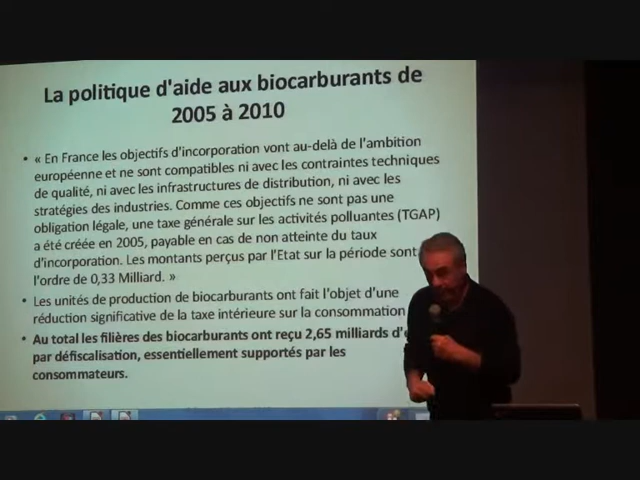 La politique d'aide aux biocarburants de
2005 à 2010
• « En France les objectifs d'incorporation vont au-delà de l'ambition
européenne et ne sont compatibles ni avec les contraintes techniques
de qualité, ni avec les infrastructures de distribution, ni avec les
stratégies des industries. Comme ces objectifs ne sont pas une
obligation légale, une taxe générale sur les activités polluantes (TGAP)
a été créée en 2005, payable en cas de non atteinte du taux
d'incorporation. Les montants perçus par l'Etat sur la période sont
l'ordre de 0,33 Milliard. »
• Les unités de production de biocarburants ont fait l'objet d'une
réduction significative de la taxe intérieure sur la consommation
• Au total les filières des biocarburants ont reçu 2,65 milliards
par défiscalisation, essentiellement supportés par les
consommateurs.